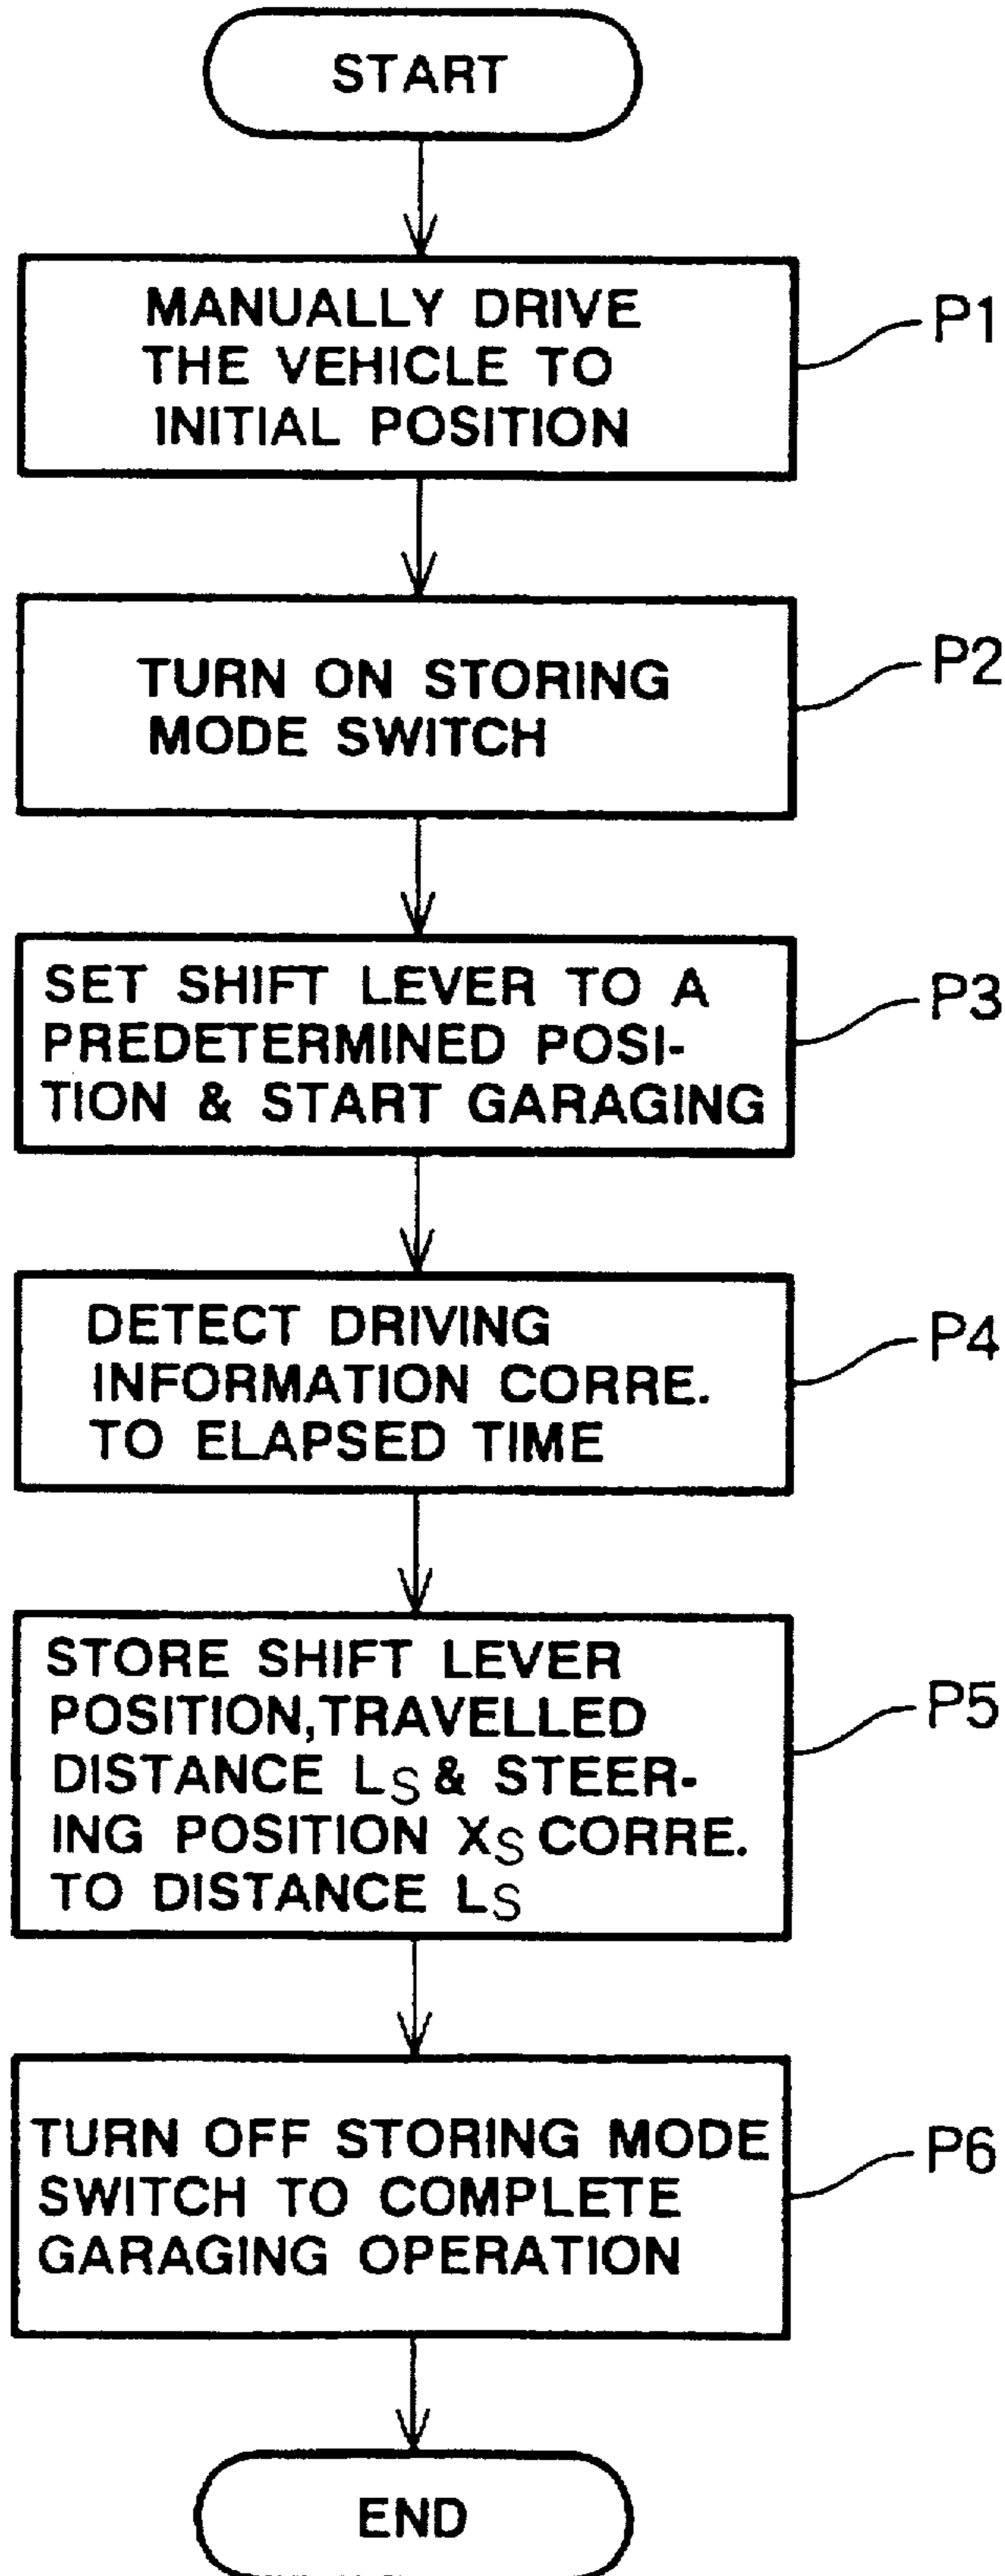 START
MANUALLY DRIVE
THE VEHICLE TO
INITIAL POSITION
P1
TURN ON STORING
MODE SWITCH
P2
SET SHIFT LEVER TO A
PREDETERMINED POSI-
TION & START GARAGING
P3
DETECT DRIVING
INFORMATION CORRE.
TO ELAPSED TIME
P4
STORE SHIFT LEVER
POSITION,TRAVELLED
DISTANCE LS & STEER-
ING POSITION XS CORRE.
TO DISTANCE LS
P5
TURN OFF STORING MODE
SWITCH TO COMPLETE
GARAGING OPERATION
P6
END